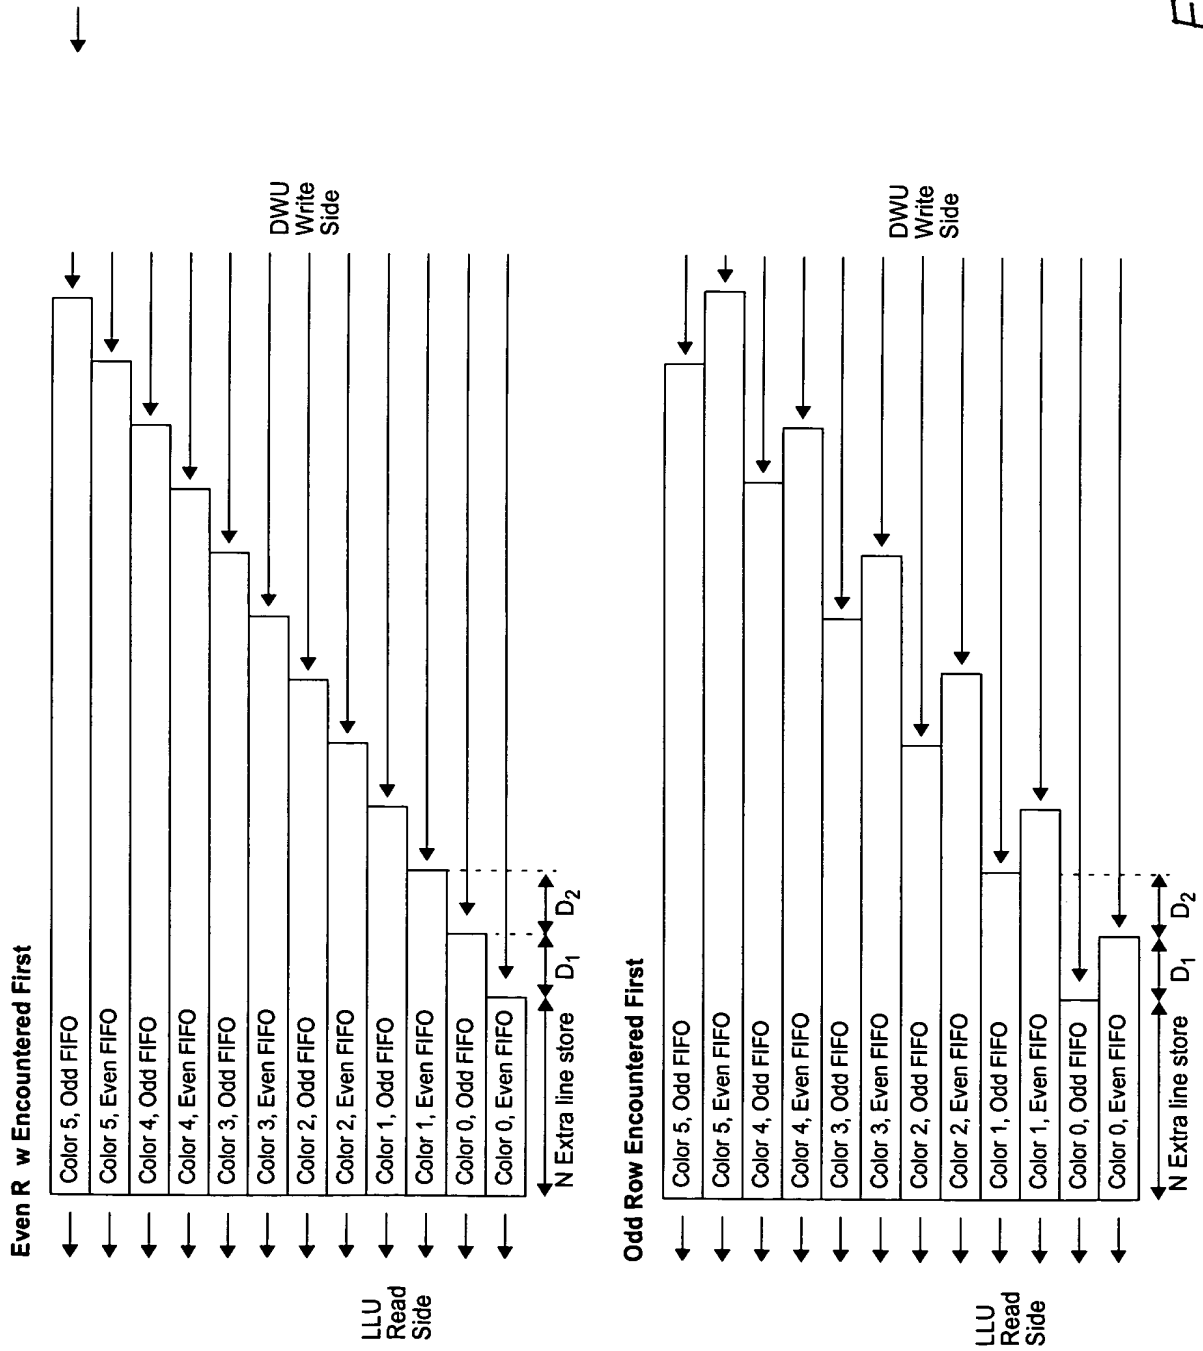 Even R w Encountered First
Color 5, Odd FIFO
Color 5, Even FIFO
Color 4, Odd FIFO
Color 4, Even FIFO
Color 3, Odd FIFO
Color 3, Even FIFO
Color 2, Odd FIFO
Color 2, Even FIFO
Color 1, Odd FIFO
Color 1, Even FIFO
Color 0, Odd FIFO
Color 0, Even FIFO
LLU
Read
Side
DWU
Write
Side
N Extra line store
D1
D2
Odd Row Encountered First
Color 5, Odd FIFO
Color 5, Even FIFO
Color 4, Odd FIFO
Color 4, Even FIFO
Color 3, Odd FIFO
Color 3, Even FIFO
Color 2, Odd FIFO
Color 2, Even FIFO
Color 1, Odd FIFO
Color 1, Even FIFO
Color 0, Odd FIFO
Color 0, Even FIFO
LLU
Read
Side
DWU
Write
Side
N Extra line store
D1
D2